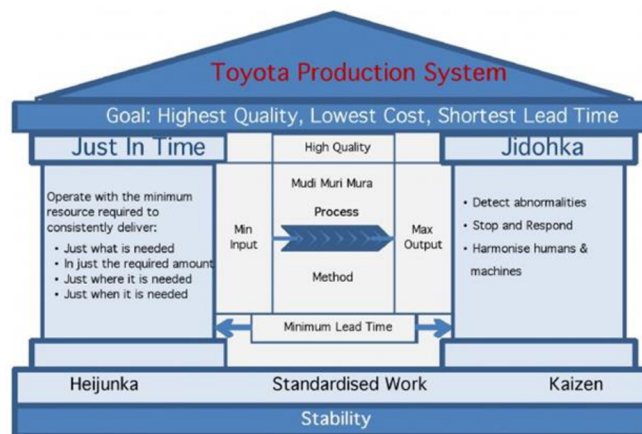 Toyota Production System
Goal: Highest Quality, Lowest Cost, Shortest Lead Time
Just In Time
Operate with the minimum
resource required to
consistently deliver:
• Just what is needed
• In just the required amount
• Just where it is needed
• Just when it is needed
High Quality
Mudi Muri Mura
Min
Input
Process
Max
Output
Method
Minimum Lead Time
Jidohka
• Detect abnormalities
• Stop and Respond
• Harmonise humans &
machines
Heijunka
Standardised Work
Kaizen
Stability